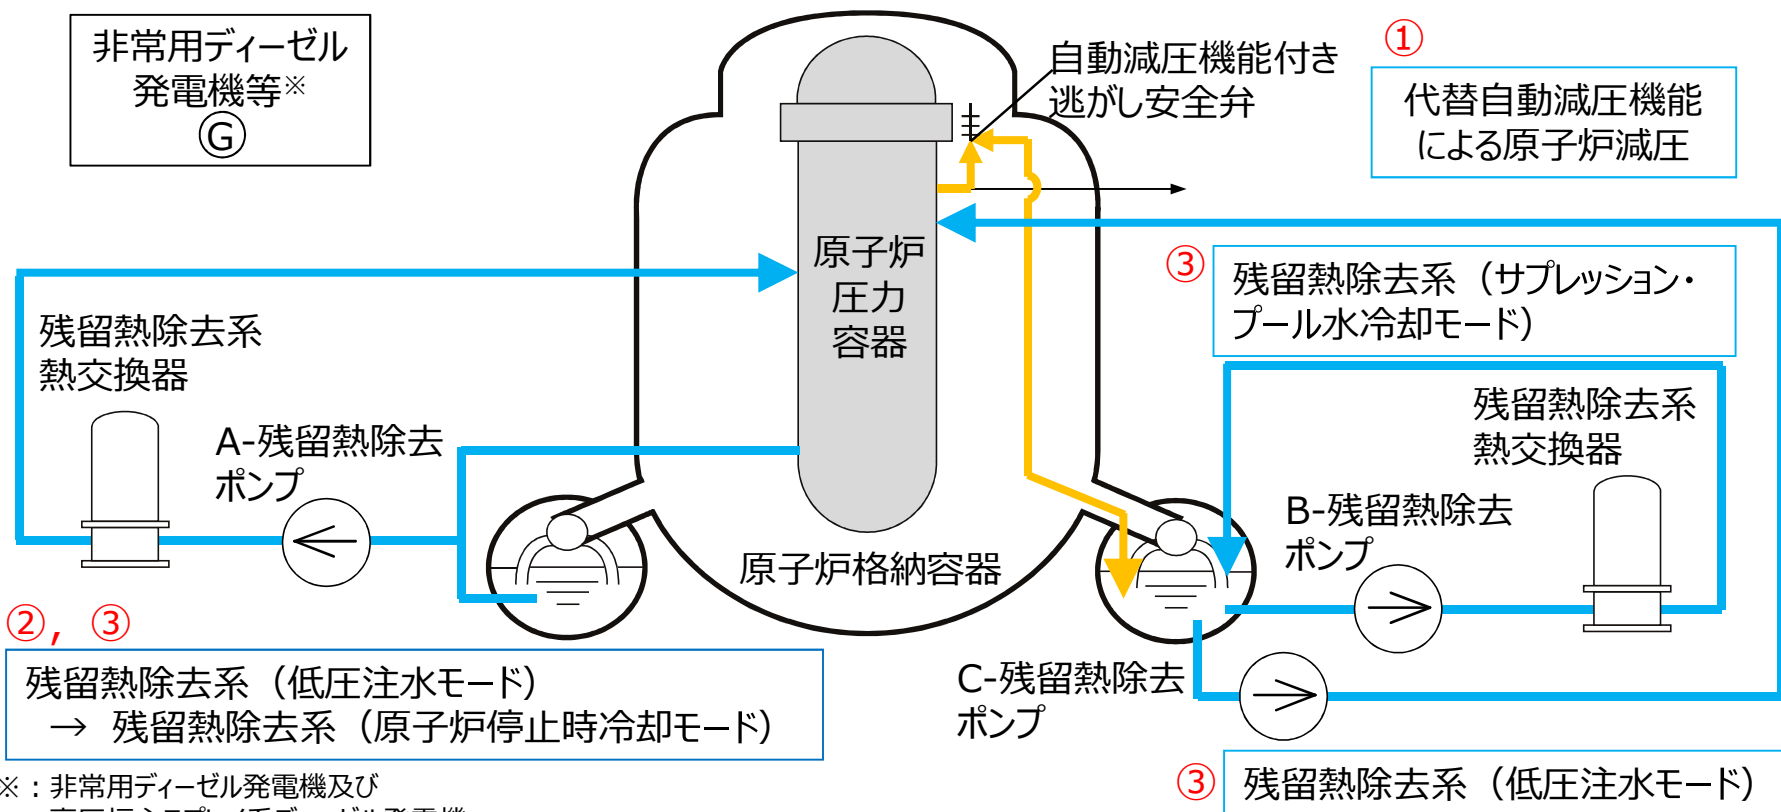 非常用ディーゼル
発電機等※
G
自動減圧機能付き
逃がし安全弁
①
代替自動減圧機能
による原子炉減圧
原子炉
圧力
容器
③
残留熱除去系（サプレッション・
プール水冷却モード）
残留熱除去系
熱交換器
A-残留熱除去
ポンプ
残留熱除去系
熱交換器
B-残留熱除去
ポンプ
原子炉格納容器
②, ③
残留熱除去系（低圧注水モード）
→ 残留熱除去系（原子炉停止時冷却モード）
C-残留熱除去
ポンプ
③
残留熱除去系（低圧注水モード）
※：非常用ディーゼル発電機及び